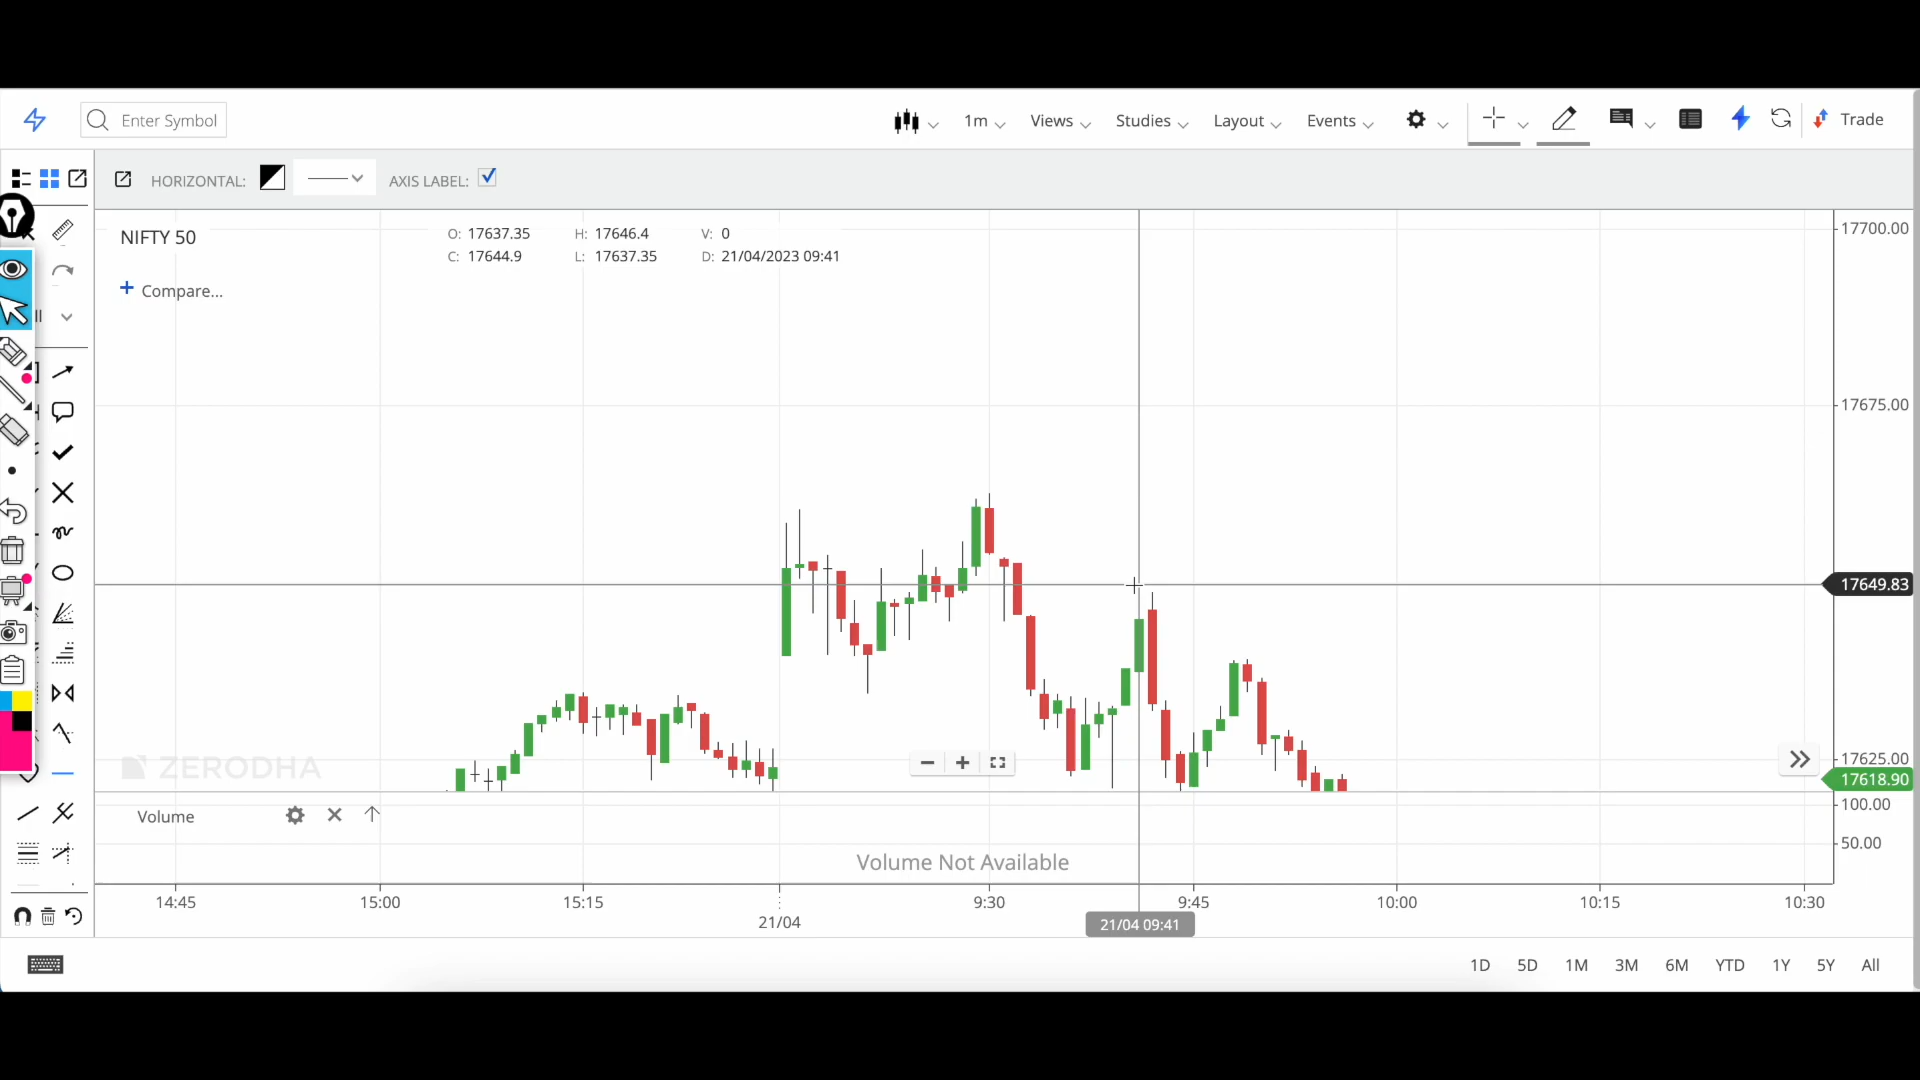 Enter Symbol 1m Views Studies Layout Events Trade
HORIZONTAL: AXIS LABEL:
NIFTY 50
O: 17637.35 H: 17646.4 V: 0
C: 17644.9 L: 17637.35 D: 21/04/2023 09:41
+ Compare...
17700.00
17675.00
17649.83
17625.00
17618.90
ZERODHA
100.00
50.00
Volume
Volume Not Available
14:45 15:00 15:15 21/04 9:30 9:45 10:00 10:15 10:30
21/04 09:41
1D 5D 1M 3M 6M YTD 1Y 5Y All